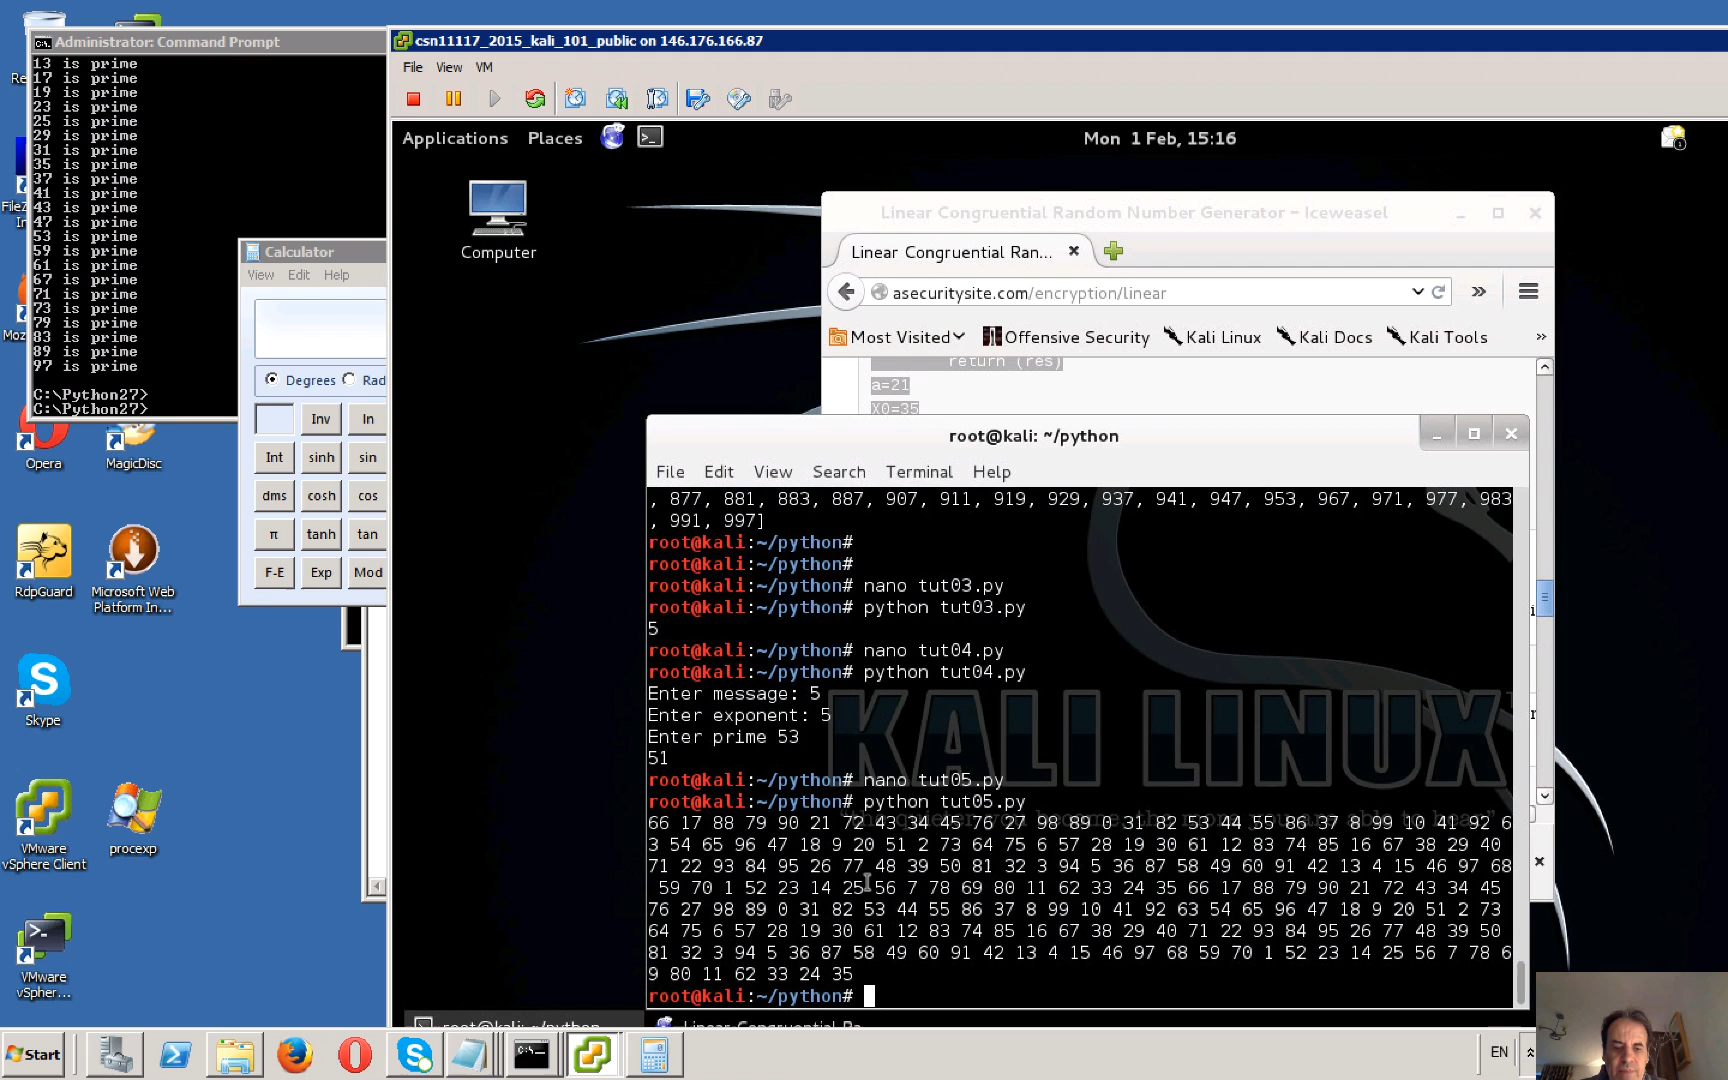 Administrator: Command Prompt
13 is prime
17 is prime
19 is prime
23 is prime
25 is prime
29 is prime
31 is prime
35 is prime
37 is prime
41 is prime
43 is prime
47 is prime
53 is prime
59 is prime
61 is prime
67 is prime
71 is prime
73 is prime
79 is prime
83 is prime
89 is prime
97 is prime
C:\Python27>
C:\Python27>
Calculator
View Edit Help
Degrees Rad
Inv ln
Int sinh sin
dms cosh cos
π tanh tan
F-E Exp Mod
Opera
MagicDisc
RdpGuard
Microsoft Web
Platform In...
Skype
VMware
vSphere Client
procexp
VMware
vSpher...
csn11117_2015_kali_101_public on 146.176.166.87
File View VM
Applications Places
Mon 1 Feb, 15:16
Computer
Linear Congruential Random Number Generator - Iceweasel
Linear Congruential Ran...
asecuritysite.com/encryption/linear
Most Visited Offensive Security Kali Linux Kali Docs Kali Tools »
return (res)
a=21
X0=35
root@kali: ~/python
File Edit View Search Terminal Help
, 877, 881, 883, 887, 907, 911, 919, 929, 937, 941, 947, 953, 967, 971, 977, 983
, 991, 997]
root@kali:~/python#
root@kali:~/python#
root@kali:~/python# nano tut03.py
root@kali:~/python# python tut03.py
5
root@kali:~/python# nano tut04.py
root@kali:~/python# python tut04.py
Enter message: 5
Enter exponent: 5
Enter prime 53
51
root@kali:~/python# nano tut05.py
root@kali:~/python# python tut05.py
66 17 88 79 90 21 72 43 34 45 76 27 98 89 0 31 82 53 44 55 86 37 8 99 10 41 92 6
3 54 65 96 47 18 9 20 51 2 73 64 75 6 57 28 19 30 61 12 83 74 85 16 67 38 29 40
71 22 93 84 95 26 77 48 39 50 81 32 3 94 5 36 87 58 49 60 91 42 13 4 15 46 97 68
59 70 1 52 23 14 25 56 7 78 69 80 11 62 33 24 35 66 17 88 79 90 21 72 43 34 45
76 27 98 89 0 31 82 53 44 55 86 37 8 99 10 41 92 63 54 65 96 47 18 9 20 51 2 73
64 75 6 57 28 19 30 61 12 83 74 85 16 67 38 29 40 71 22 93 84 95 26 77 48 39 50
81 32 3 94 5 36 87 58 49 60 91 42 13 4 15 46 97 68 59 70 1 52 23 14 25 56 7 78 6
9 80 11 62 33 24 35
root@kali:~/python#
KALI LINUX
root@kali: ~/python
Start
EN